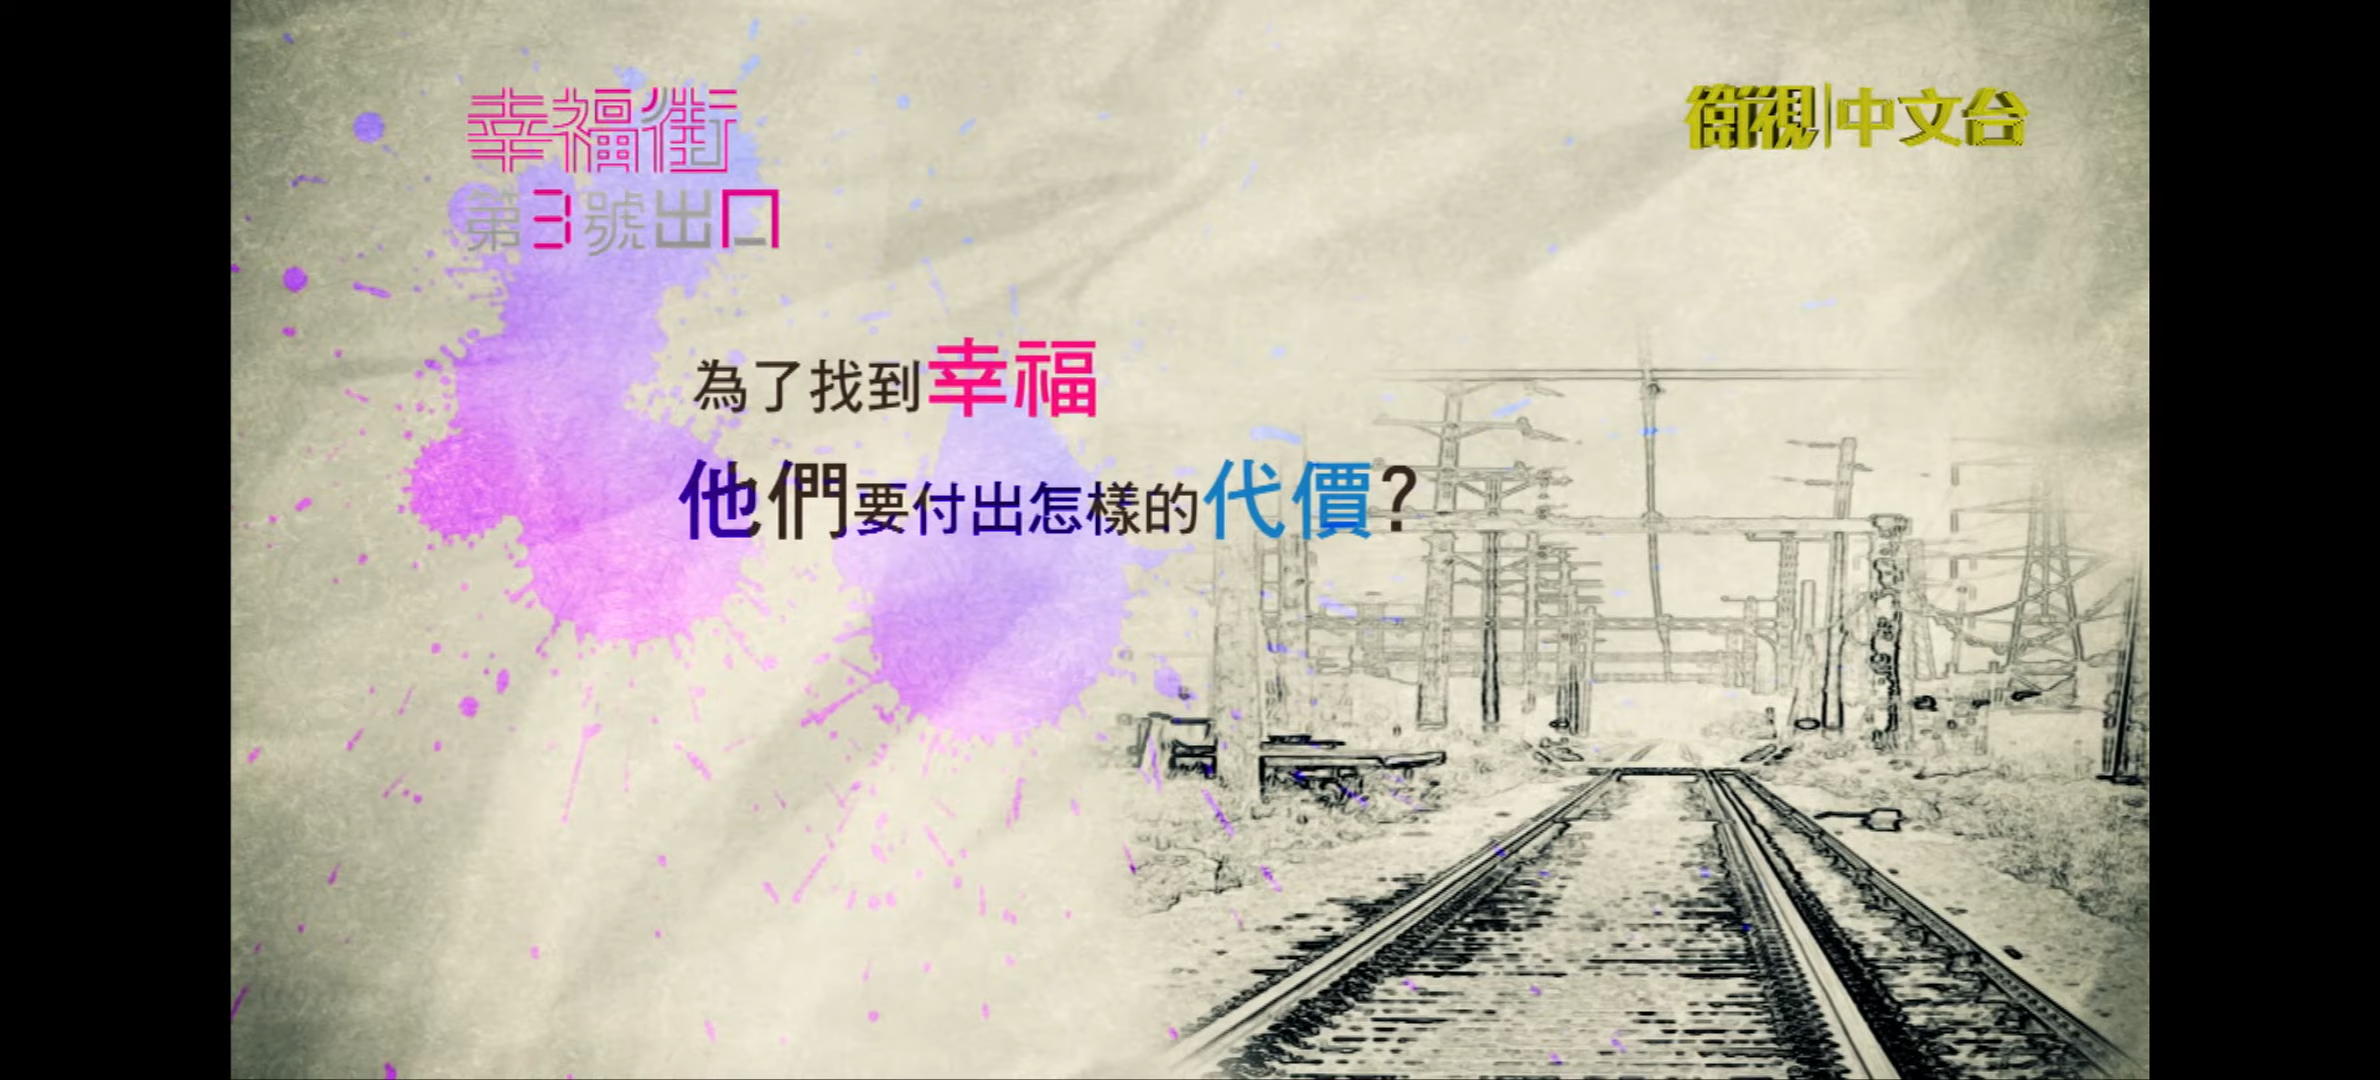 幸福街
第3號出口
衛視|中文台
為了找到幸福
他們要付出怎樣的代價?